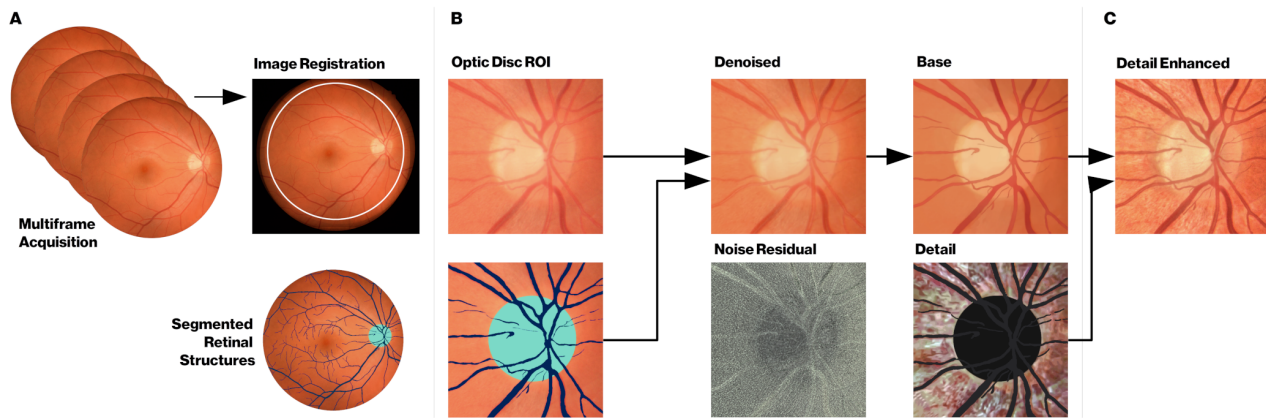 A
B
C
Image Registration
Optic Disc ROI
Denoised
Base
Detail Enhanced
Multiframe
Acquisition
Noise Residual
Detail
Segmented
Retinal
Structures